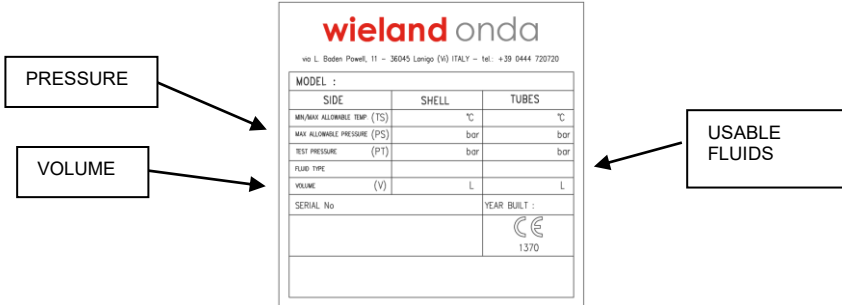 wieland onda
via L. Baden Powell, 11 – 36045 Lonigo (VI) ITALY – tel.: +39 0444 720720
PRESSURE
MODEL :
SIDE SHELL TUBES
MIN/MAX ALLOWABLE TEMP (TS) °C °C
MAX ALLOWABLE PRESSURE (PS) bar bar
TEST PRESSURE (PT) bar bar
USABLE
FLUIDS
FLUID TYPE
VOLUME
VOLUME (V) L L
SERIAL No YEAR BUILT :
CE
1370